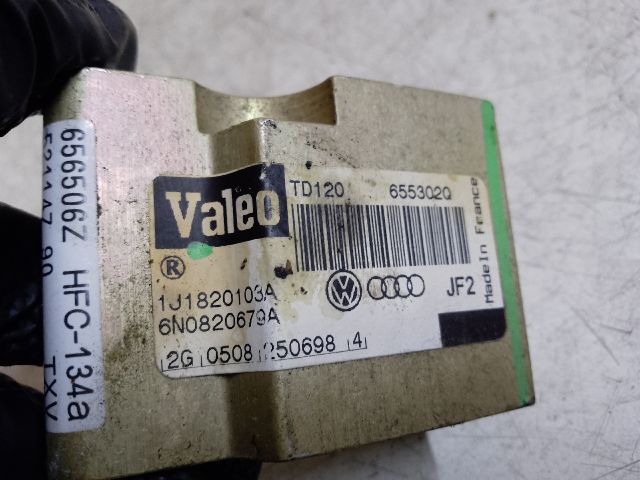 Valeo
®
TD120 655302Q
1J1820103A
6N0820679A
JF2
Made In France
2G 0508 250698 4
656506Z HFC-134a
TXV